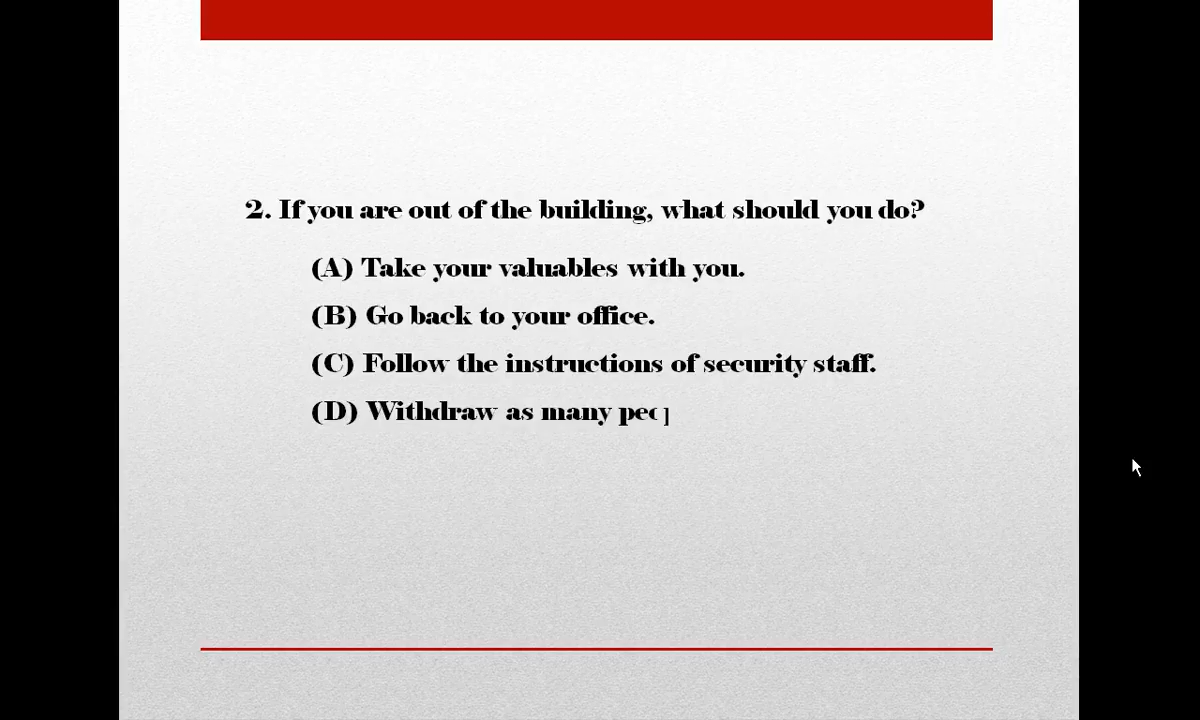 2. If you are out of the building, what should you do?
(A) Take your valuables with you.
(B) Go back to your office.
(C) Follow the instructions of security staff.
(D) Withdraw as many